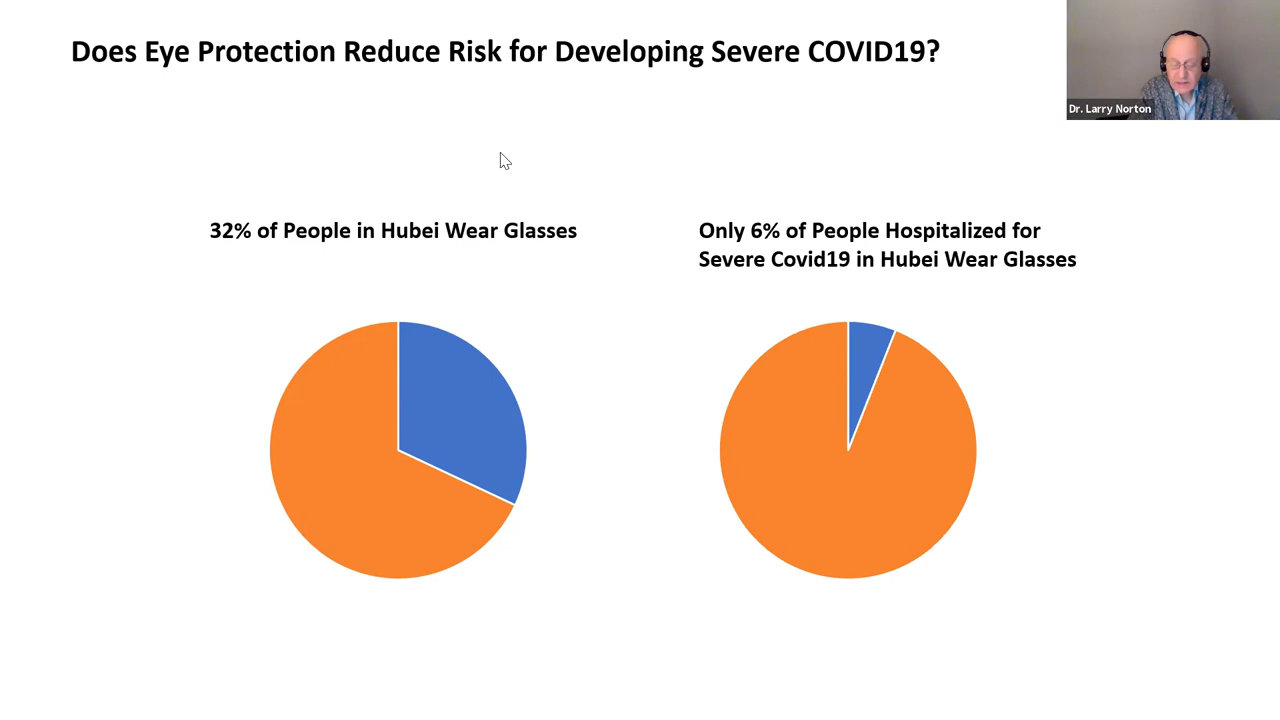 Does Eye Protection Reduce Risk for Developing Severe COVID19?
Dr. Larry Norton
32% of People in Hubei Wear Glasses
Only 6% of People Hospitalized for
Severe Covid19 in Hubei Wear Glasses